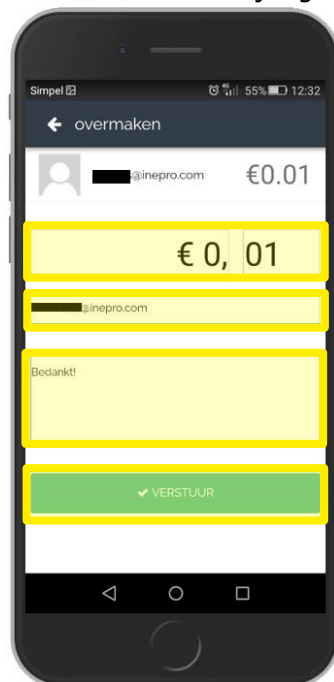 Simpel 55% 12:32
overmaken
@inepro.com €0.01
€ 0, 01
@inepro.com
Bedankt!
VERSTUUR